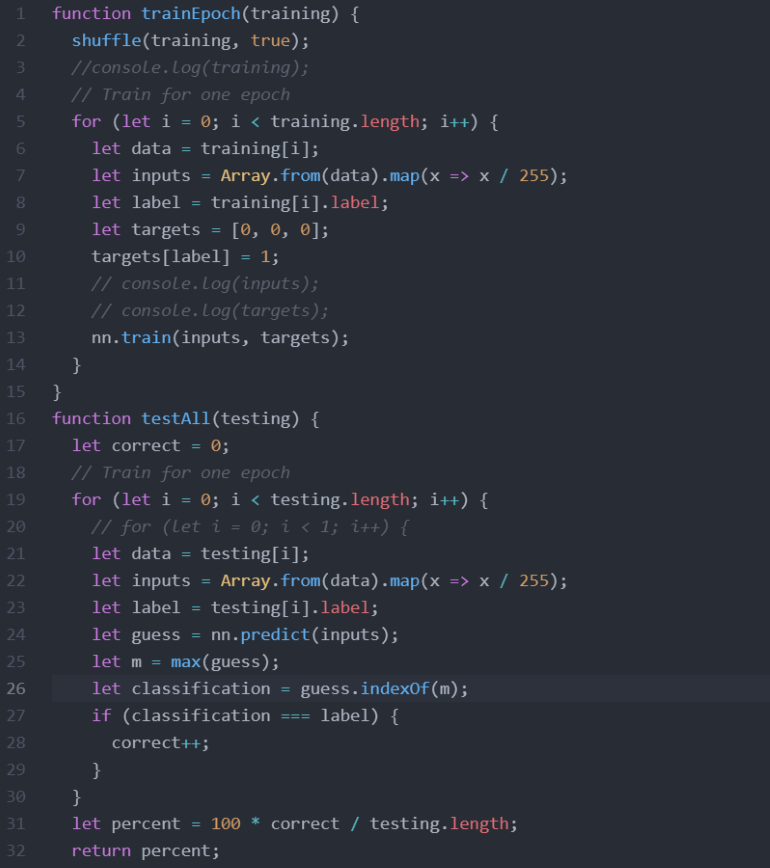 1 function trainEpoch(training) {
2 shuffle(training, true);
3 //console.log(training);
4 // Train for one epoch
5 for (let i = 0; i < training.length; i++) {
6 let data = training[i];
7 let inputs = Array.from(data).map(x => x / 255);
8 let label = training[i].label;
9 let targets = [0, 0, 0];
10 targets[label] = 1;
11 // console.log(inputs);
12 // console.log(targets);
13 nn.train(inputs, targets);
14 }
15 }
16 function testAll(testing) {
17 let correct = 0;
18 // Train for one epoch
19 for (let i = 0; i < testing.length; i++) {
20 // for (let i = 0; i < 1; i++) {
21 let data = testing[i];
22 let inputs = Array.from(data).map(x => x / 255);
23 let label = testing[i].label;
24 let guess = nn.predict(inputs);
25 let m = max(guess);
26 let classification = guess.indexOf(m);
27 if (classification === label) {
28 correct++;
29 }
30 }
31 let percent = 100 * correct / testing.length;
32 return percent;